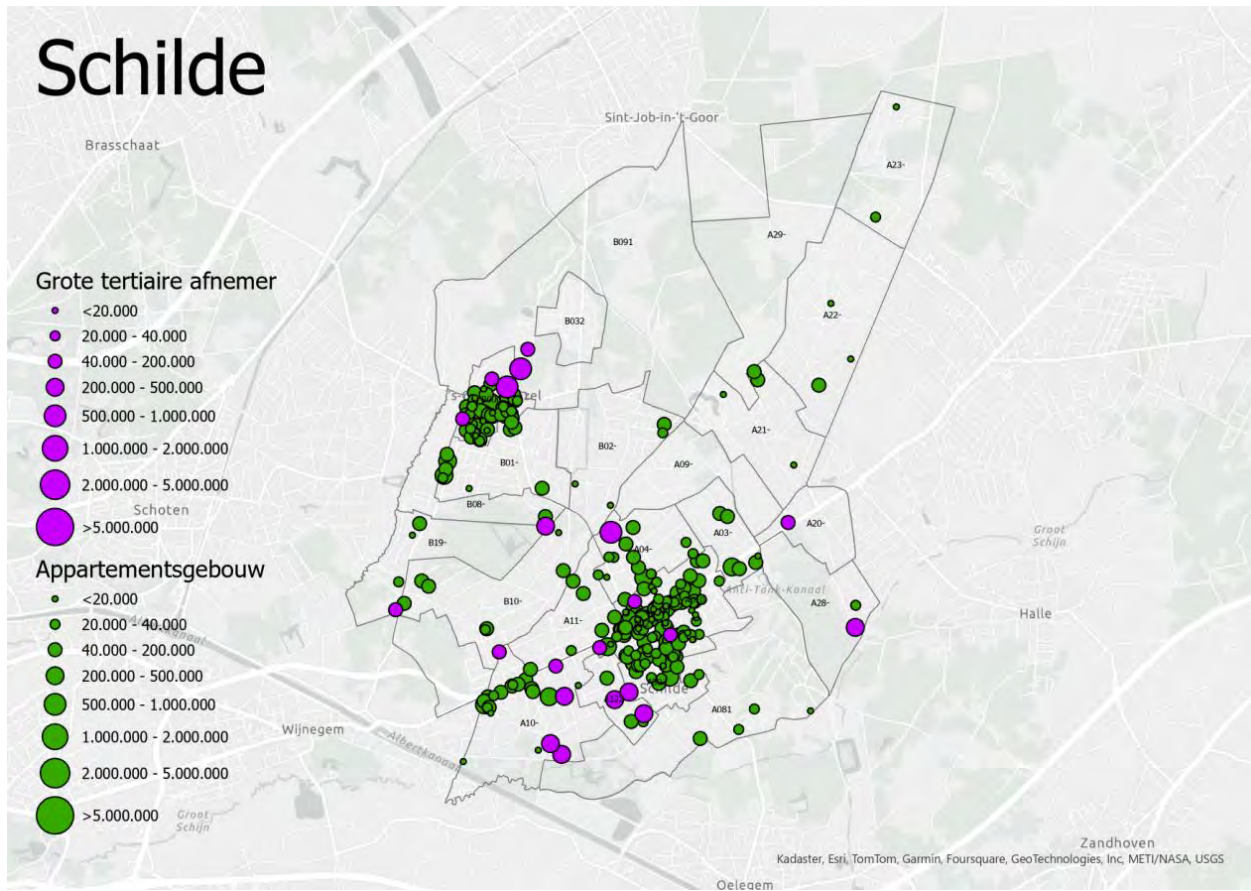 Schilde
Sint-Job-in-'t-Goor
Brasschaat
A23-
A29-
B091
Grote tertiaire afnemer
<20.000
20.000 - 40.000
40.000 - 200.000
200.000 - 500.000
500.000 - 1.000.000
1.000.000 - 2.000.000
2.000.000 - 5.000.000
>5.000.000
Schoten
Appartementsgebouw
<20.000
20.000 - 40.000
40.000 - 200.000
200.000 - 500.000
500.000 - 1.000.000
1.000.000 - 2.000.000
2.000.000 - 5.000.000
>5.000.000
A22-
B032
A21-
B02-
B01-
A09-
B08-
A20-
A03-
B19-
A04-
Groot
Schijn
Anti-Tank-Kanaal
B10-
A28-
Halle
A11-
Albertkanaal
Schilde
A081
A10-
Wijnegem
Albertkanaal
Groot
Schijn
Zandhoven
Kadaster, Esri, TomTom, Garmin, Foursquare, GeoTechnologies, Inc, METI/NASA, USGS
Oelegem